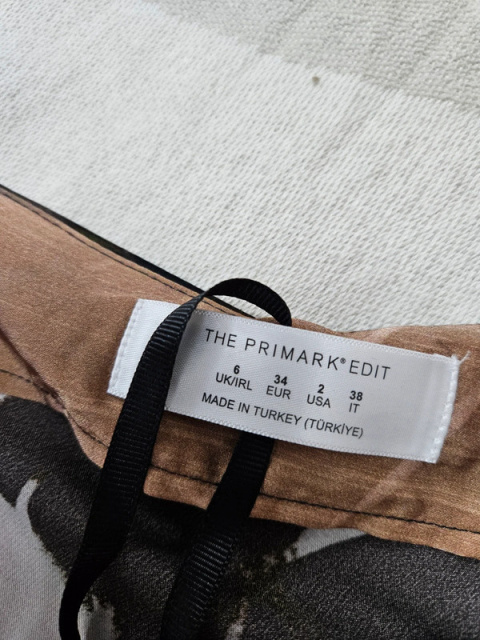 THE PRIMARK® EDIT
6 34 2 38
UK/IRL EUR USA IT
MADE IN TURKEY (TÜRKİYE)